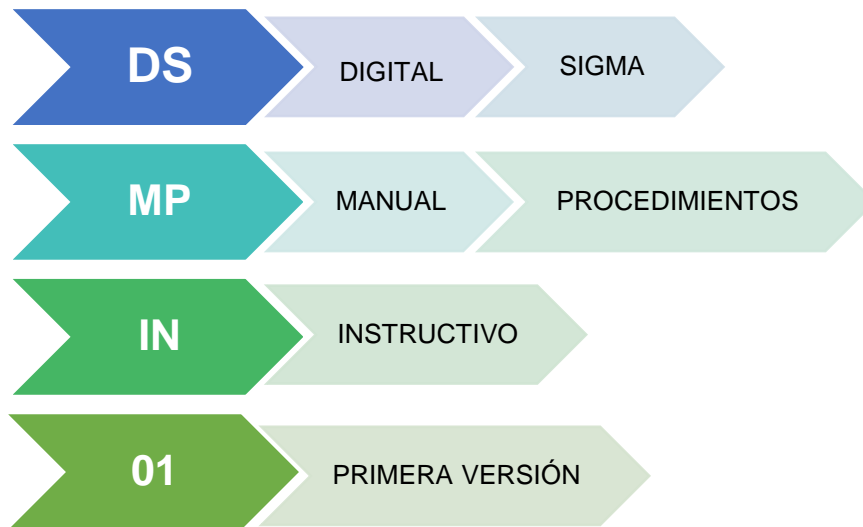 DS DIGITAL SIGMA
MP MANUAL PROCEDIMIENTOS
IN INSTRUCTIVO
01 PRIMERA VERSIÓN